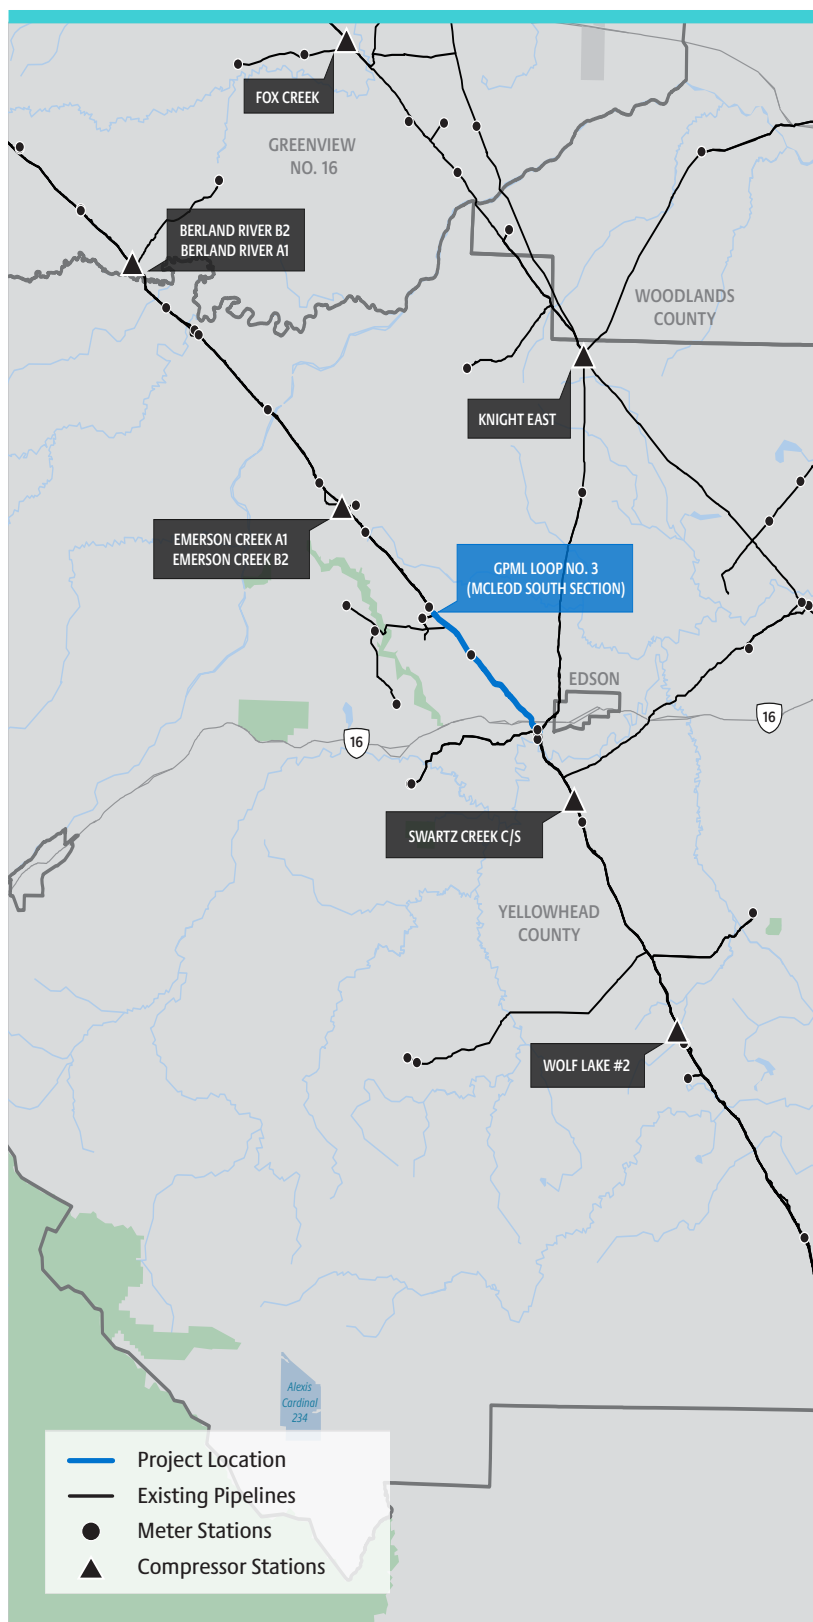 FOX CREEK
GREENVIEW
NO. 16
BERLAND RIVER B2
BERLAND RIVER A1
WOODLANDS
COUNTY
KNIGHT EAST
EMERSON CREEK A1
EMERSON CREEK B2
GPML LOOP NO. 3
(MCLEOD SOUTH SECTION)
EDSON
16
16
SWARTZ CREEK C/S
YELLOWHEAD
COUNTY
WOLF LAKE #2
Alexis
Cardinal
234
Project Location
Existing Pipelines
Meter Stations
Compressor Stations